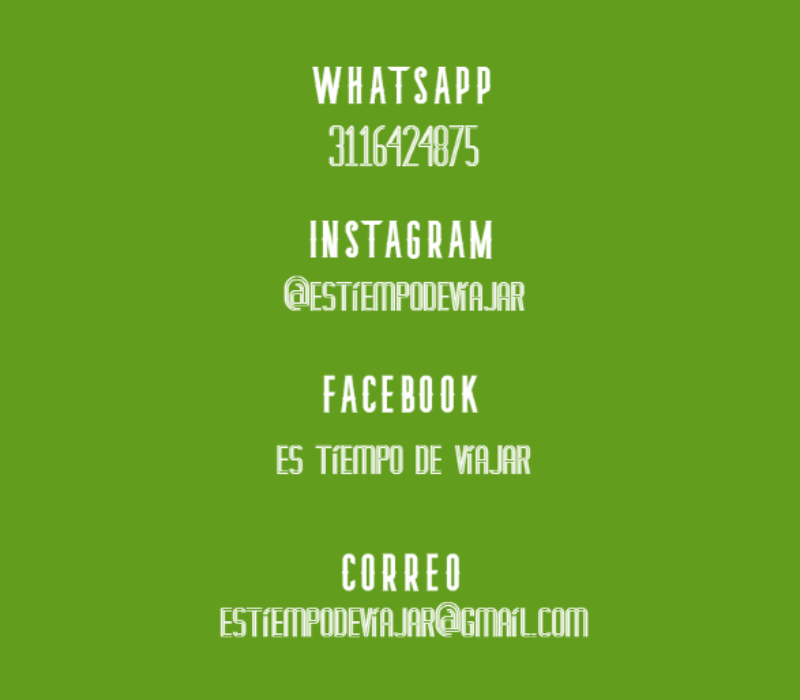 WHATSAPP
3116424875
INSTAGRAM
@ESTiEMPODEViAJAR
FACEBOOK
ES TiEMPO DE ViAJAR
CORREO
ESTiEMPODEViAJAR@GMAiL.COM